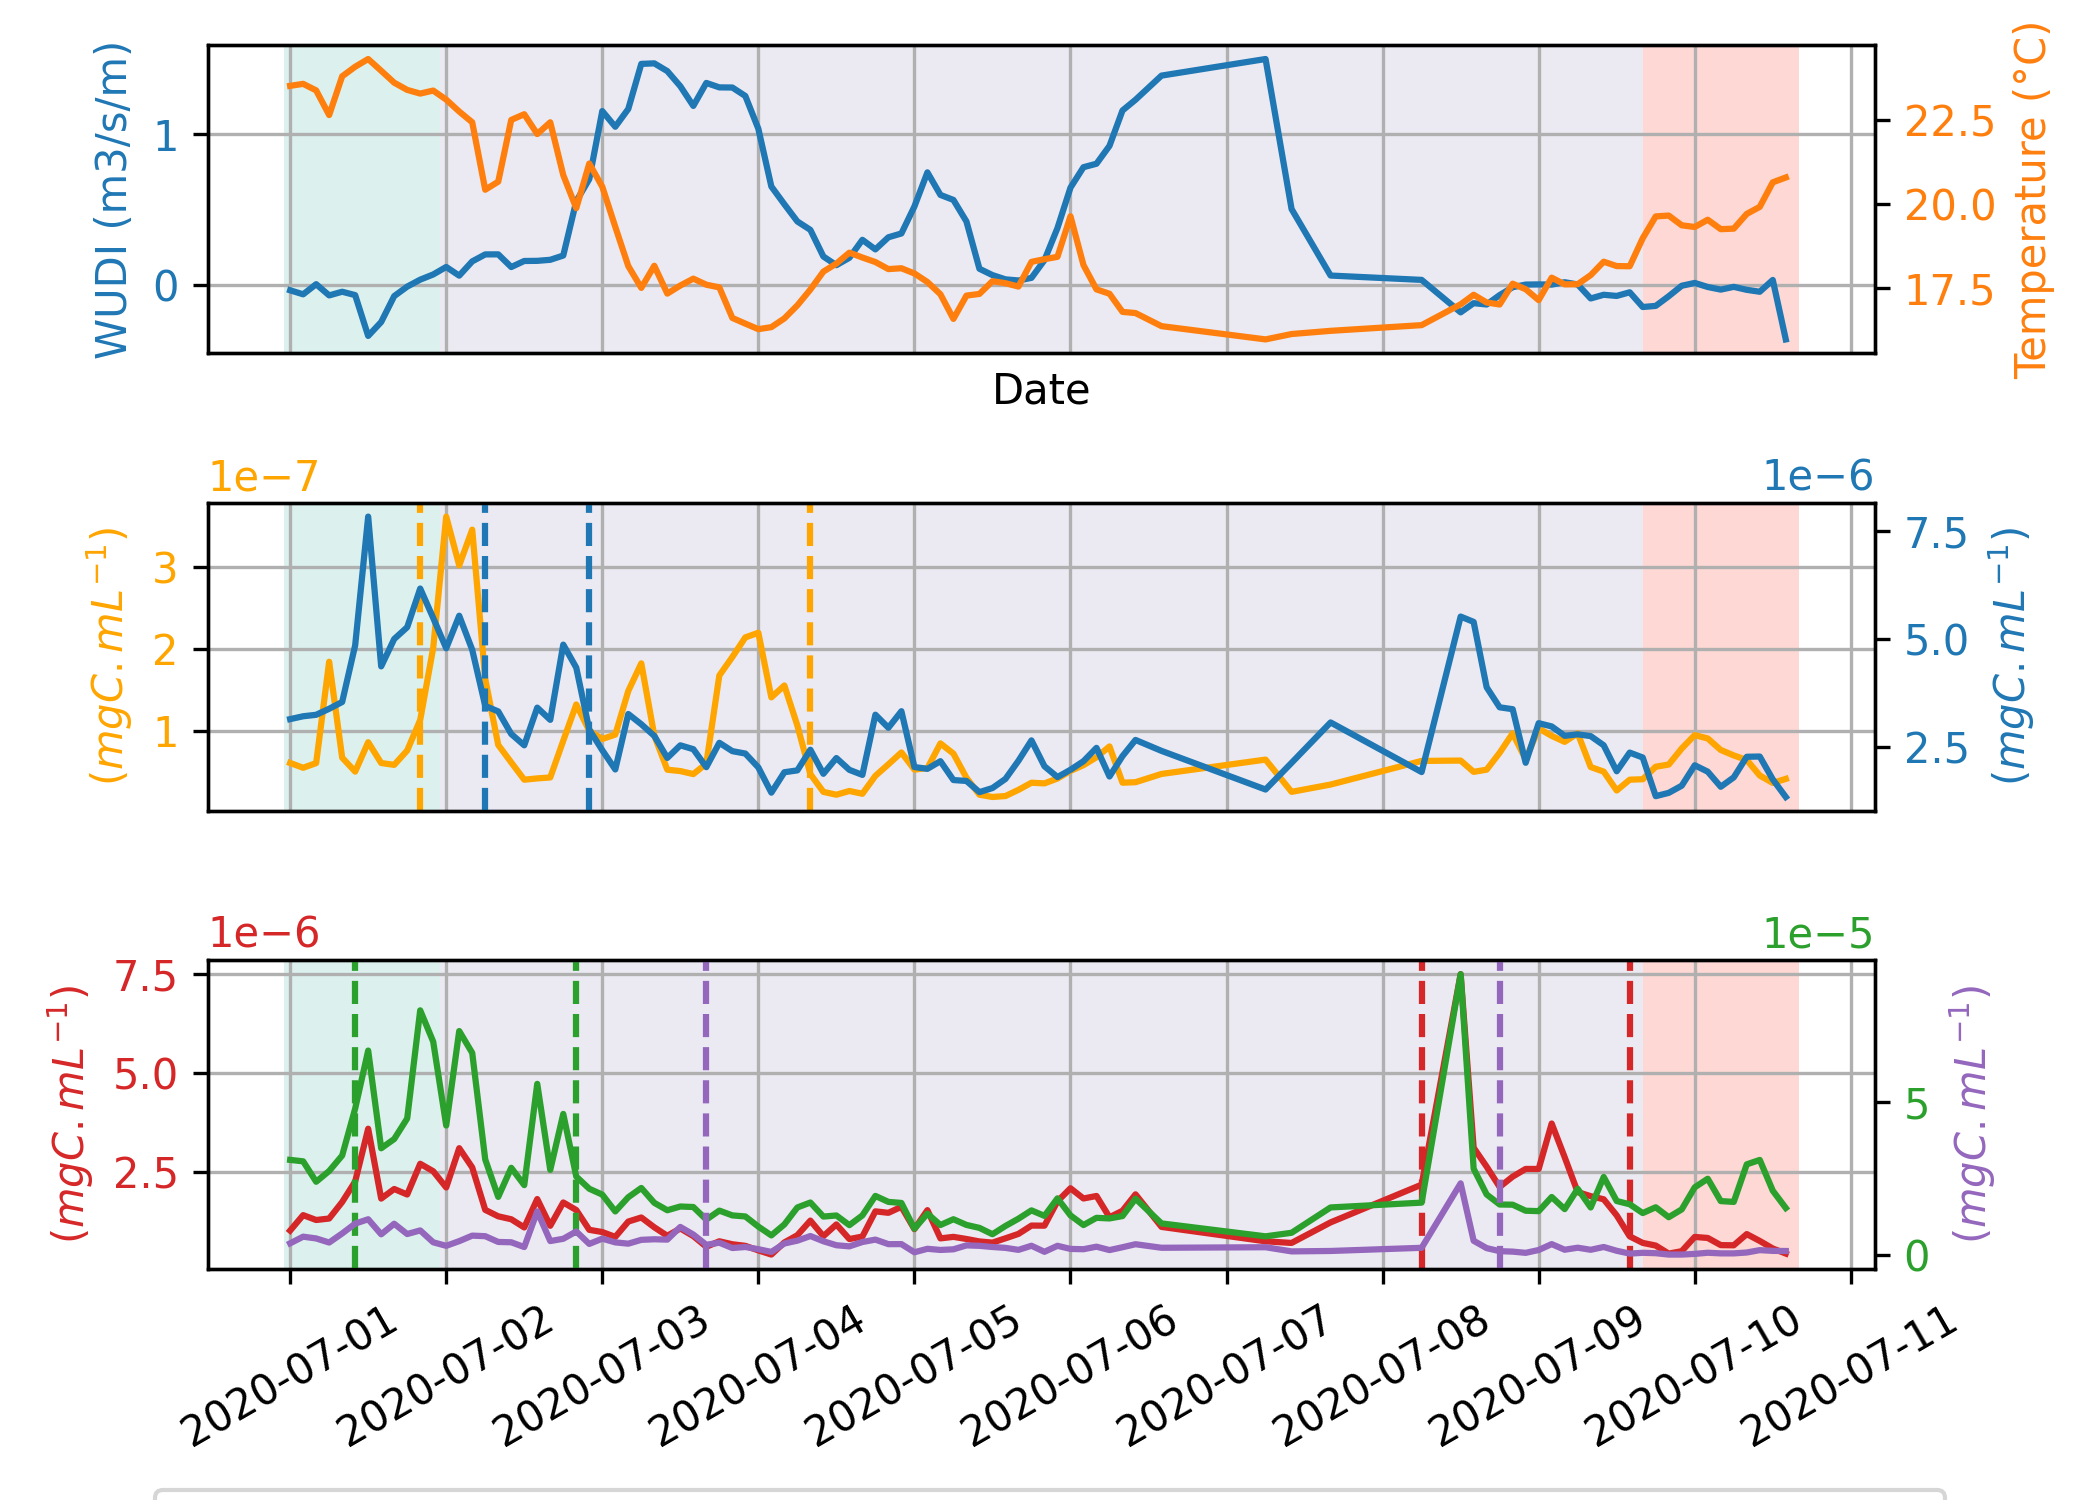 WUDI (m3/s/m)
1
0
22.5
20.0
17.5
Temperature (°C)
Date
1e−7
1e−6
(mgC.mL⁻¹)
3
2
1
7.5
5.0
2.5
(mgC.mL⁻¹)
1e−6
1e−5
(mgC.mL⁻¹)
7.5
5.0
2.5
5
0
(mgC.mL⁻¹)
2020-07-01
2020-07-02
2020-07-03
2020-07-04
2020-07-05
2020-07-06
2020-07-07
2020-07-08
2020-07-09
2020-07-10
2020-07-11